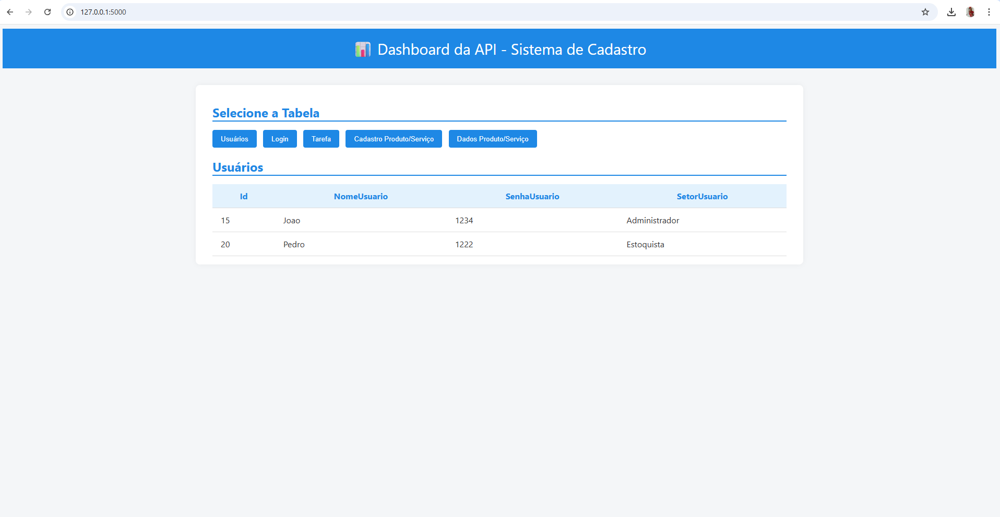 127.0.0.1:5000
Dashboard da API - Sistema de Cadastro
Selecione a Tabela
Usuários Login Tarefa Cadastro Produto/Serviço Dados Produto/Serviço
Usuários
Id NomeUsuario SenhaUsuario SetorUsuario
15 Joao 1234 Administrador
20 Pedro 1222 Estoquista